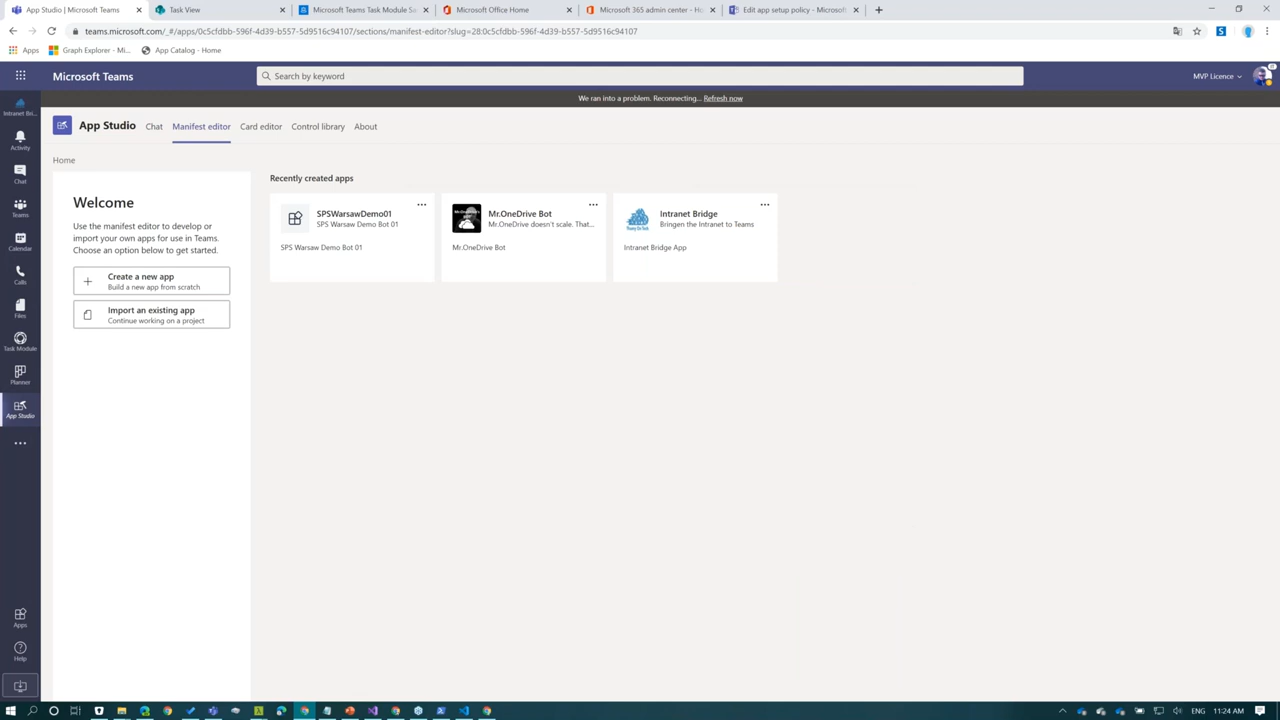 App Studio | Microsoft Teams
Task View
Microsoft Teams Task Module Sa
Microsoft Office Home
Microsoft 365 admin center - Ho
Edit app setup policy - Microsoft
teams.microsoft.com/_#/apps/0c5cfdbb-596f-4d39-b557-5d9516c94107/sections/manifest-editor?slug=28:0c5cfdbb-596f-4d39-b557-5d9516c94107
Apps
Graph Explorer - Mi...
App Catalog - Home
Microsoft Teams
Search by keyword
MVP Licence
We ran into a problem. Reconnecting... Refresh now
Intranet Bri...
Activity
Chat
Teams
Calendar
Calls
Files
Task Module
Planner
App Studio
Apps
Help
App Studio
Chat
Manifest editor
Card editor
Control library
About
Home
Welcome
Use the manifest editor to develop or
import your own apps for use in Teams.
Choose an option below to get started.
Create a new app
Build a new app from scratch
Import an existing app
Continue working on a project
Recently created apps
SPSWarsawDemo01
SPS Warsaw Demo Bot 01
SPS Warsaw Demo Bot 01
Mr.OneDrive Bot
Mr.OneDrive doesn't scale. That...
Mr.OneDrive Bot
Intranet Bridge
Bringen the Intranet to Teams
Intranet Bridge App
ENG
11:24 AM